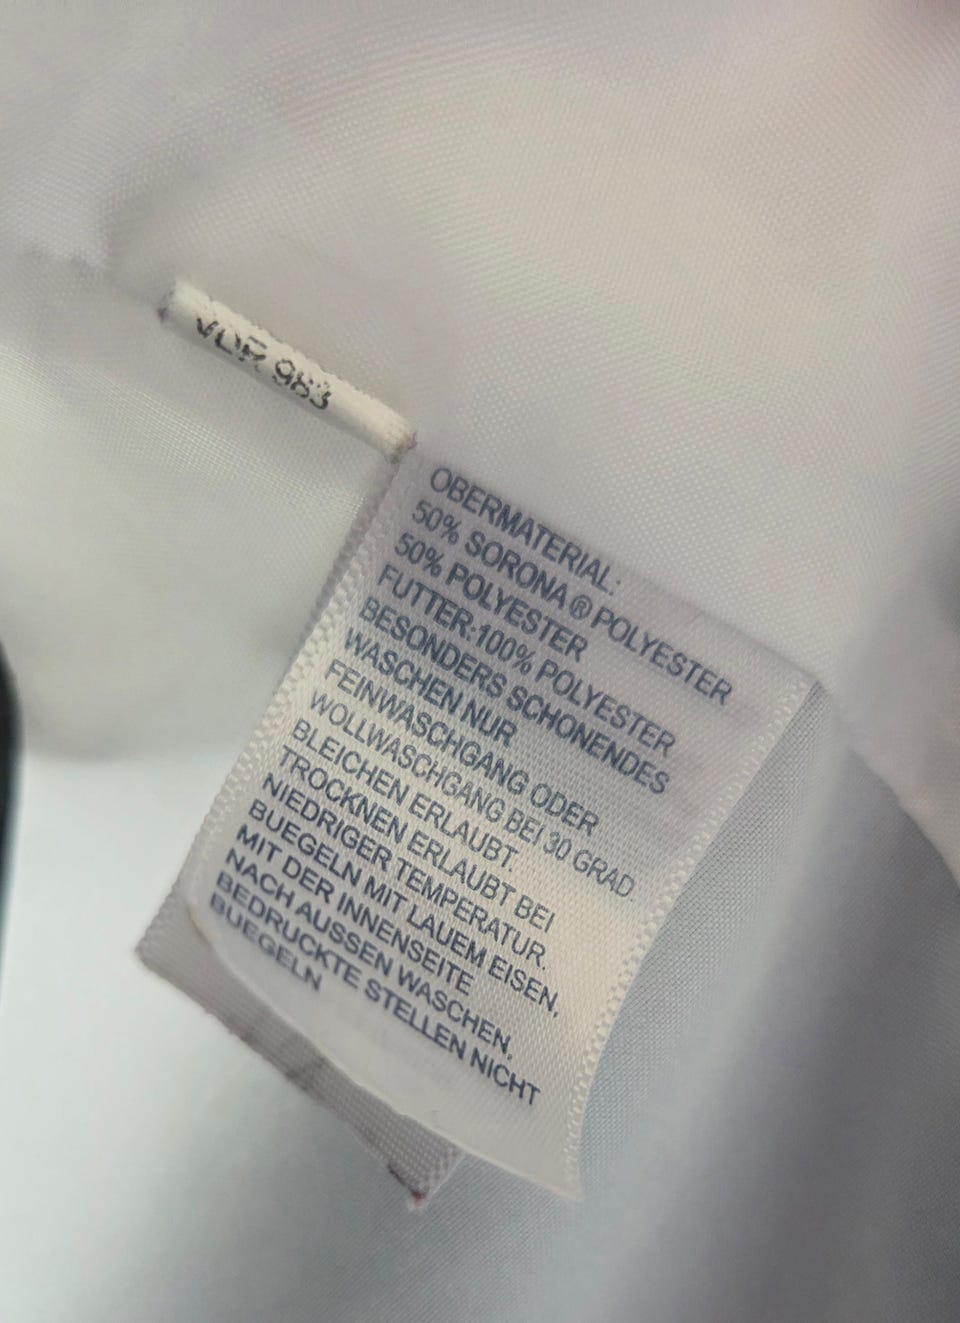 VDR 983
OBERMATERIAL:
50% SORONA ® POLYESTER
50% POLYESTER
FUTTER:100% POLYESTER
BESONDERS SCHONENDES
WASCHEN NUR
FEINWASCHGANG ODER
WOLLWASCHGANG BEI 30 GRAD.
BLEICHEN ERLAUBT.
TROCKNEN ERLAUBT BEI
NIEDRIGER TEMPERATUR.
BUEGELN MIT LAUEM EISEN,
MIT DER INNENSEITE
NACH AUSSEN WASCHEN,
BEDRUCKTE STELLEN NICHT
BUEGELN